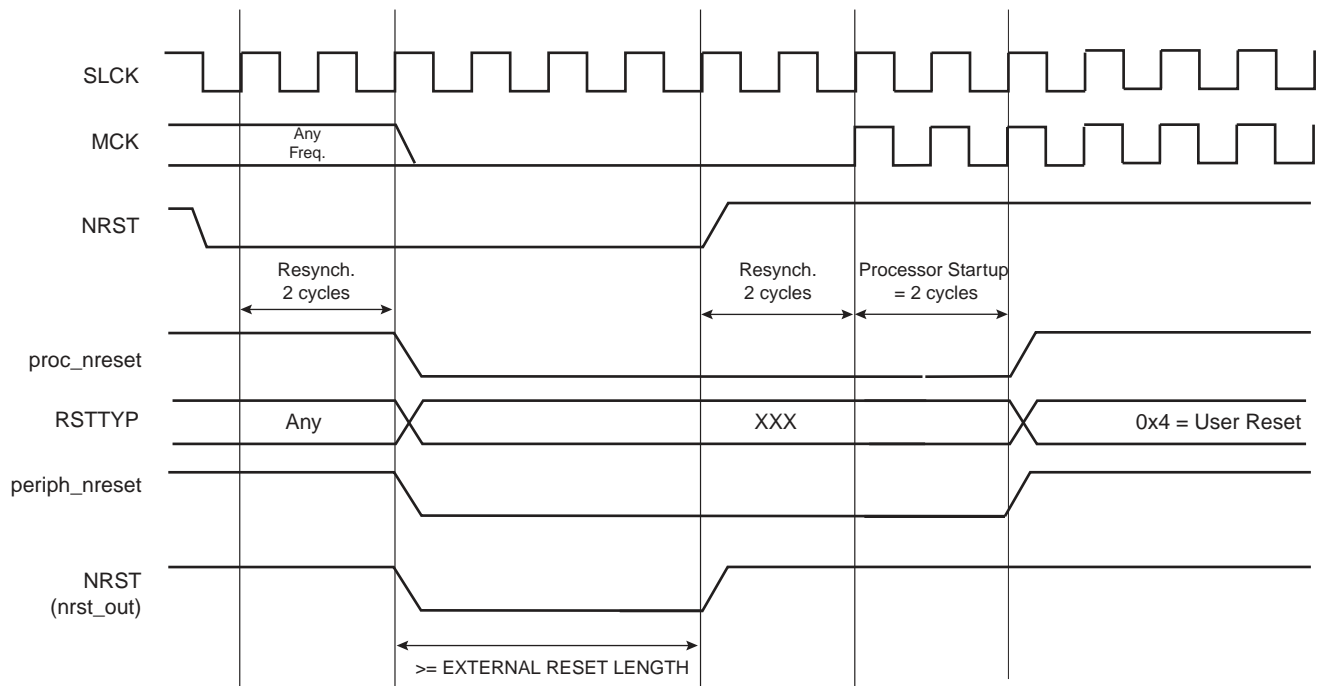 SLCK
MCK
Any
Freq.
NRST
Resynch.
2 cycles
Resynch.
2 cycles
Processor Startup
= 2 cycles
proc_nreset
RSTTYP
Any
XXX
0x4 = User Reset
periph_nreset
NRST
(nrst_out)
>= EXTERNAL RESET LENGTH